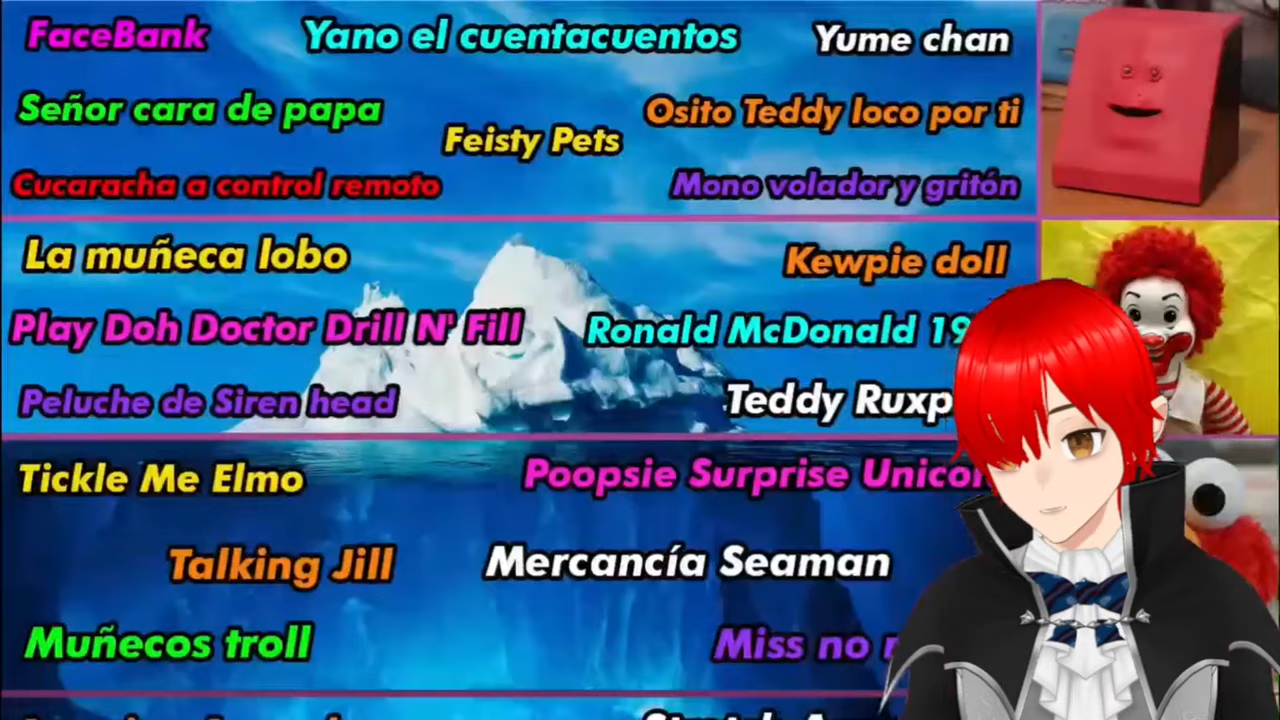 FaceBank
Yano el cuentacuentos
Yume chan
Señor cara de papa
Osito Teddy loco por ti
Feisty Pets
Cucaracha a control remoto
Mono volador y gritón
La muñeca lobo
Kewpie doll
Play Doh Doctor Drill N' Fill
Ronald McDonald
Peluche de Siren head
Teddy
Tickle Me Elmo
Poopsie Surprise
Talking Jill
Mercancía Seaman
Muñecos troll
Miss no